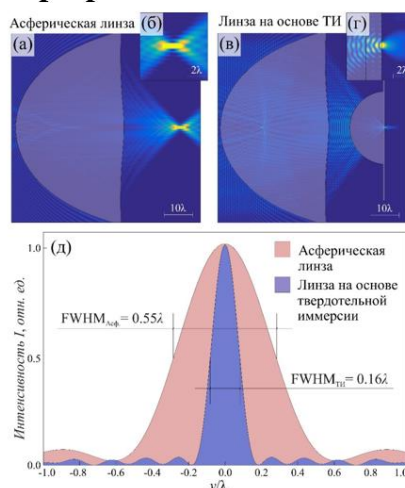 Асферическая линза
Линза на основе ТИ
(а)
(б)
(в)
(г)
2λ
2λ
10λ
10λ
(д)
Интенсивность I, отн. ед.
1.0
0.5
0.0
Асферическая
линза
Линза на основе
твердотельной
иммерсии
FWHMАсф.= 0.55λ
FWHMТИ= 0.16λ
-1.0 -0.8 -0.6 -0.4 -0.2 0.0 0.2 0.4 0.6 0.8 1.0
y/λ